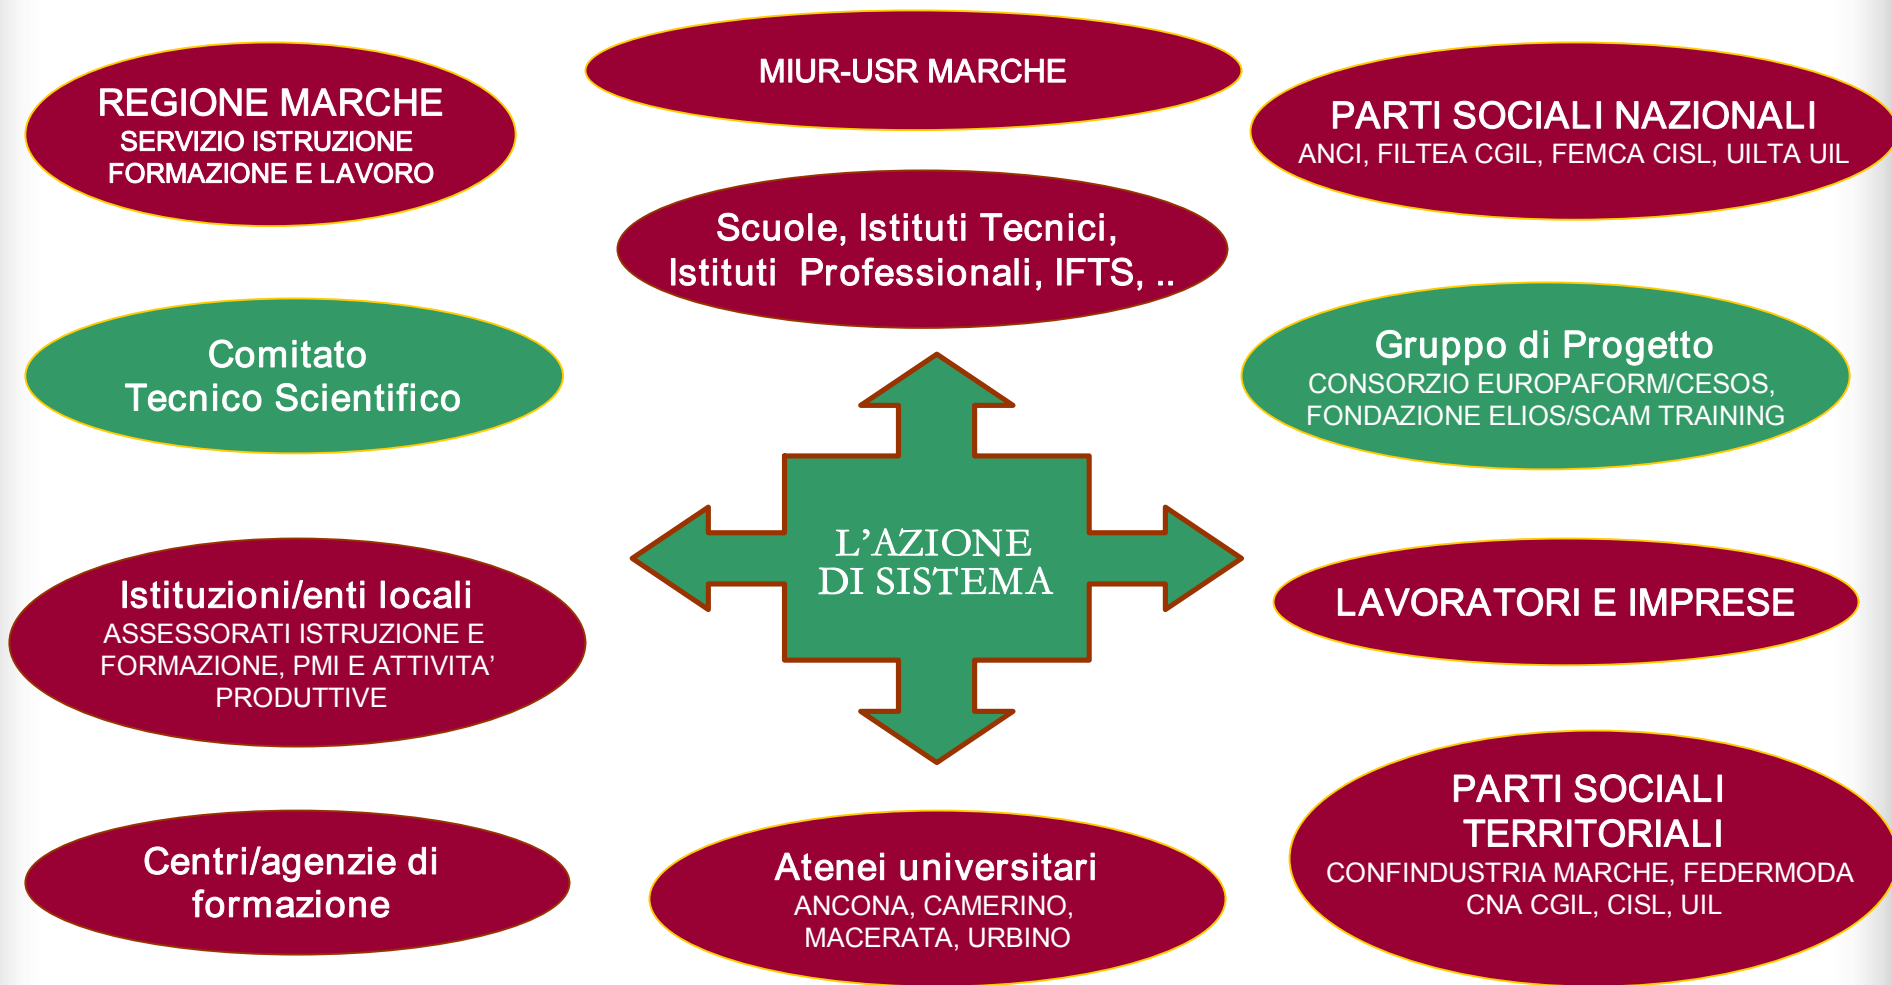 REGIONE MARCHE
SERVIZIO ISTRUZIONE
FORMAZIONE E LAVORO
MIUR-USR MARCHE
PARTI SOCIALI NAZIONALI
ANCI, FILTEA CGIL, FEMCA CISL, UILTA UIL
Scuole, Istituti Tecnici,
Istituti Professionali, IFTS, ..
Comitato
Tecnico Scientifico
Gruppo di Progetto
CONSORZIO EUROPAFORM/CESOS,
FONDAZIONE ELIOS/SCAM TRAINING
L'AZIONE
DI SISTEMA
Istituzioni/enti locali
ASSESSORATI ISTRUZIONE E
FORMAZIONE, PMI E ATTIVITA'
PRODUTTIVE
LAVORATORI E IMPRESE
Centri/agenzie di
formazione
Atenei universitari
ANCONA, CAMERINO,
MACERATA, URBINO
PARTI SOCIALI
TERRITORIALI
CONFINDUSTRIA MARCHE, FEDERMODA
CNA CGIL, CISL, UIL